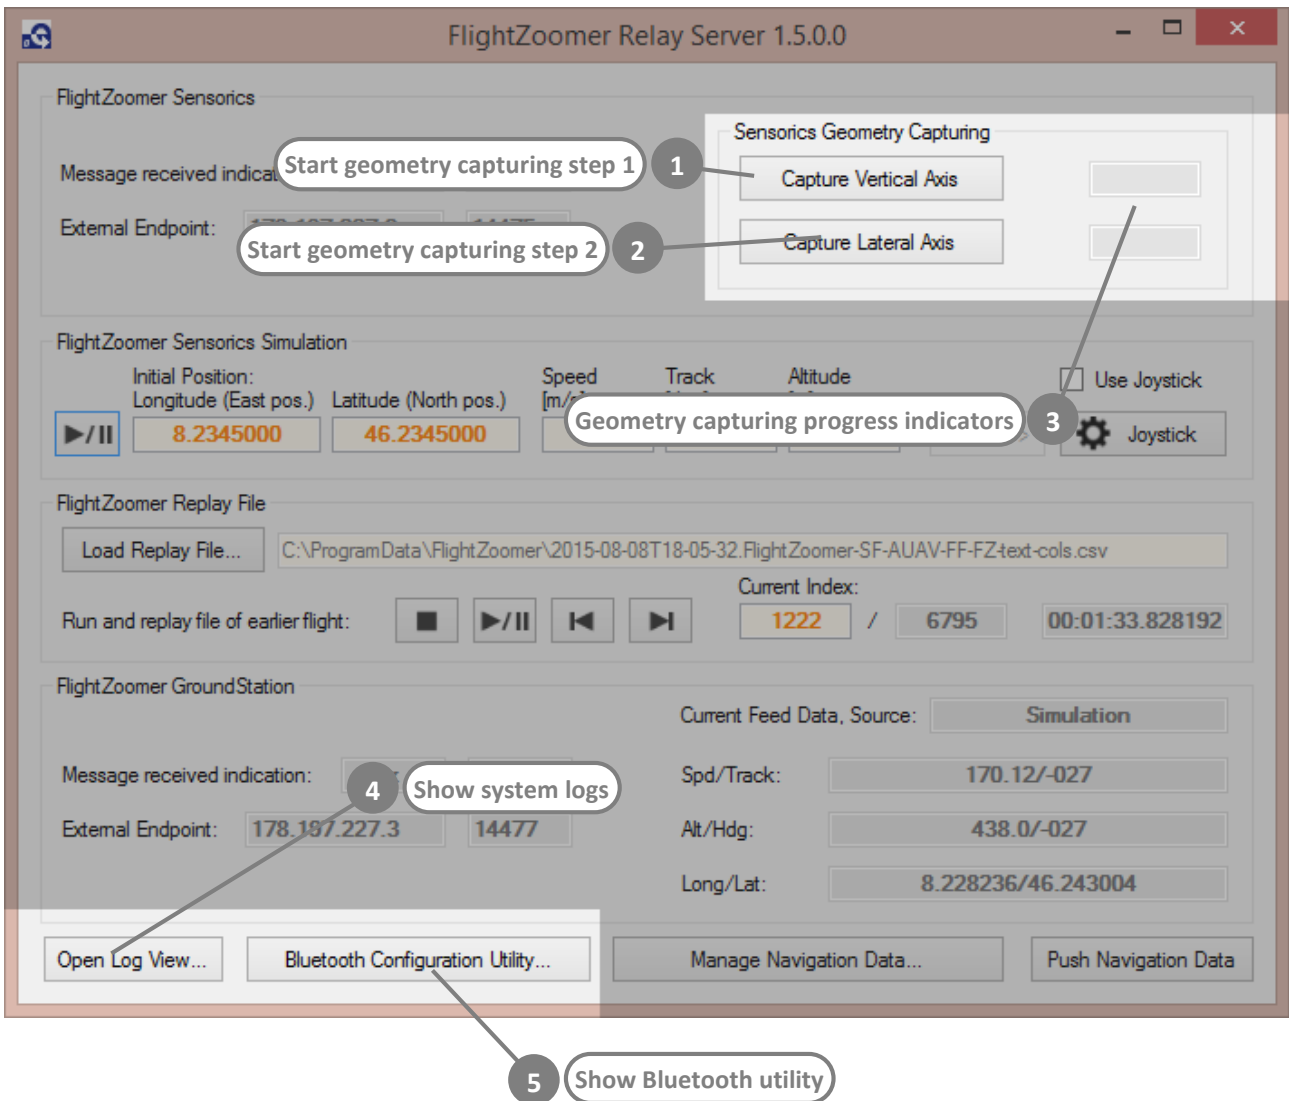 FlightZoomer Relay Server 1.5.0.0
FlightZoomer Sensorics
Sensorics Geometry Capturing
Start geometry capturing step 1
1
Message received
Capture Vertical Axis
External Endpoint:
Start geometry capturing step 2
2
Capture Lateral Axis
FlightZoomer Sensorics Simulation
Initial Position:
Speed Track Altitude
Use Joystick
Longitude (East pos.) Latitude (North pos.)
8.2345000 46.2345000
Geometry capturing progress indicators
3
Joystick
FlightZoomer Replay File
Load Replay File...
C:\ProgramData\FlightZoomer\2015-08-08T18-05-32.FlightZoomer-SF-AUAV-FF-FZ-text-cols.csv
Current Index:
Run and replay file of earlier flight:
1222 / 6795 00:01:33.828192
FlightZoomer GroundStation
Current Feed Data, Source: Simulation
Message received indication:
4
Show system logs
Spd/Track: 170.12/-027
External Endpoint: 178.197.227.3 14477
Alt/Hdg: 438.0/-027
Long/Lat: 8.228236/46.243004
Open Log View...
Bluetooth Configuration Utility...
Manage Navigation Data...
Push Navigation Data
5
Show Bluetooth utility